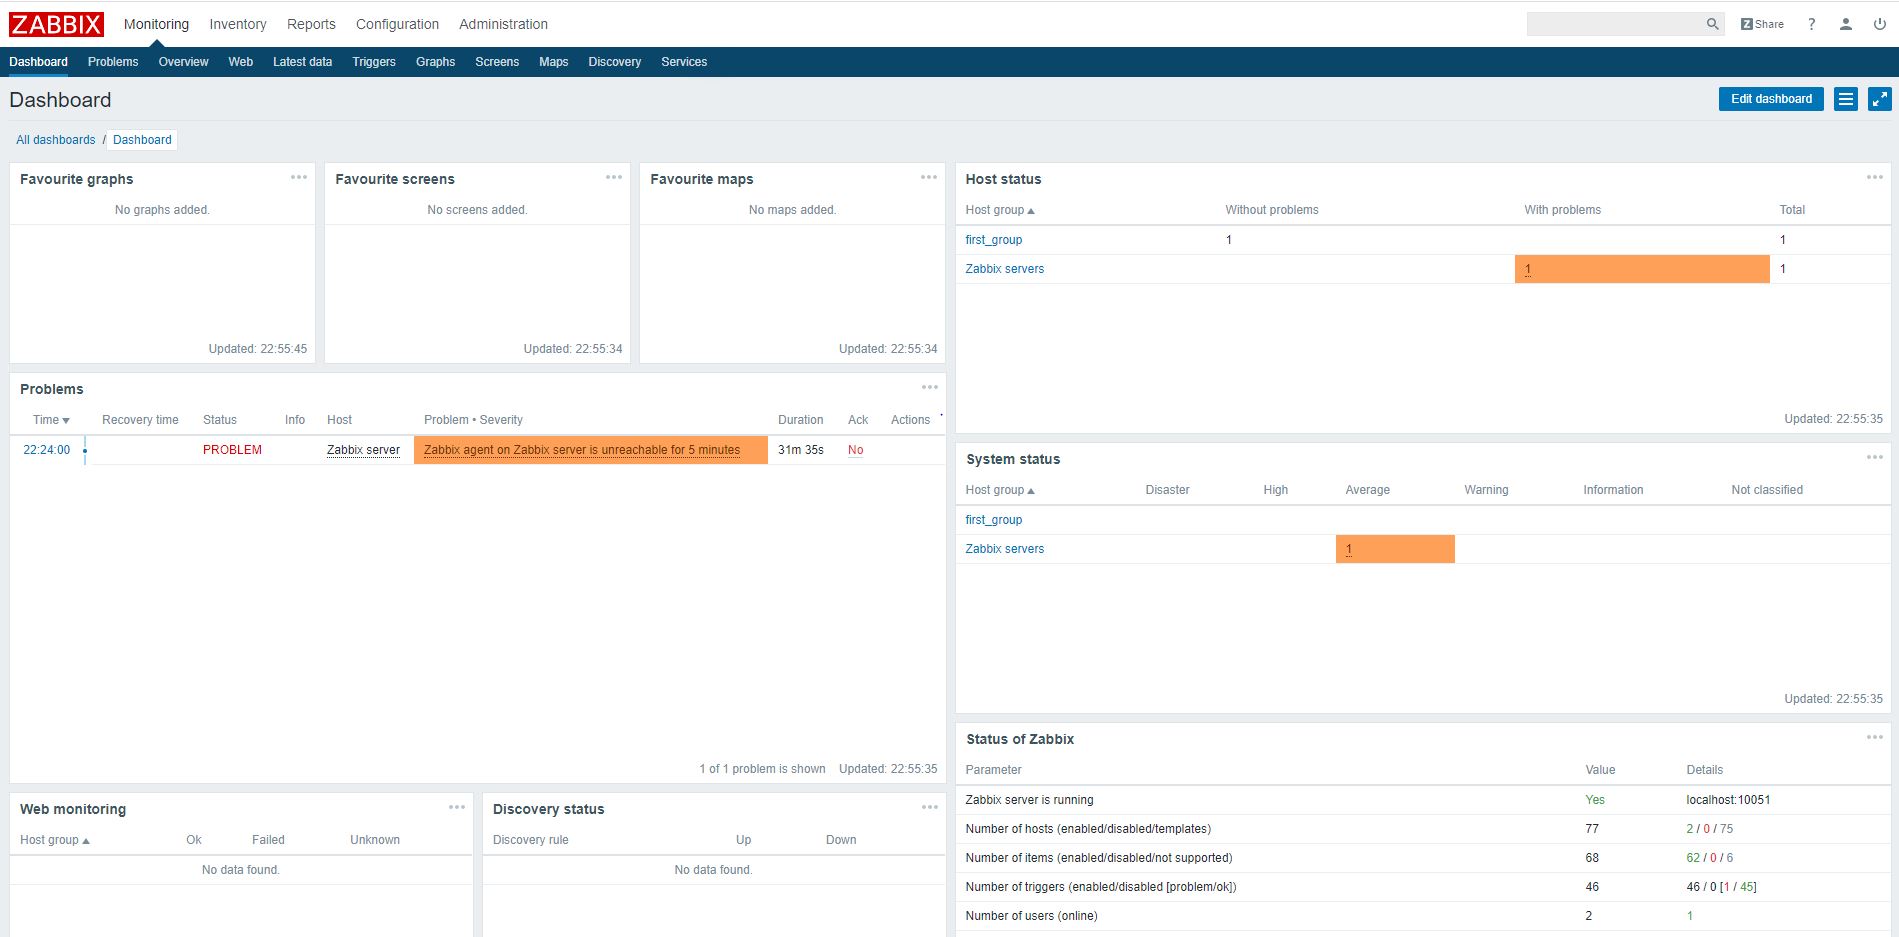 ZABBIX Monitoring Inventory Reports Configuration Administration Z Share ?
Dashboard Problems Overview Web Latest data Triggers Graphs Screens Maps Discovery Services
Dashboard Edit dashboard
All dashboards / Dashboard
Favourite graphs
No graphs added.
Updated: 22:55:45
Favourite screens
No screens added.
Updated: 22:55:34
Favourite maps
No maps added.
Updated: 22:55:34
Host status
Host group ▲ Without problems With problems Total
first_group 1 1
Zabbix servers 1 1
Updated: 22:55:35
Problems
Time ▼ Recovery time Status Info Host Problem • Severity Duration Ack Actions
22:24:00 PROBLEM Zabbix server Zabbix agent on Zabbix server is unreachable for 5 minutes 31m 35s No
1 of 1 problem is shown Updated: 22:55:35
System status
Host group ▲ Disaster High Average Warning Information Not classified
first_group
Zabbix servers 1
Updated: 22:55:35
Web monitoring
Host group ▲ Ok Failed Unknown
No data found.
Discovery status
Discovery rule Up Down
No data found.
Status of Zabbix
Parameter Value Details
Zabbix server is running Yes localhost:10051
Number of hosts (enabled/disabled/templates) 77 2 / 0 / 75
Number of items (enabled/disabled/not supported) 68 62 / 0 / 6
Number of triggers (enabled/disabled [problem/ok]) 46 46 / 0 [1 / 45]
Number of users (online) 2 1